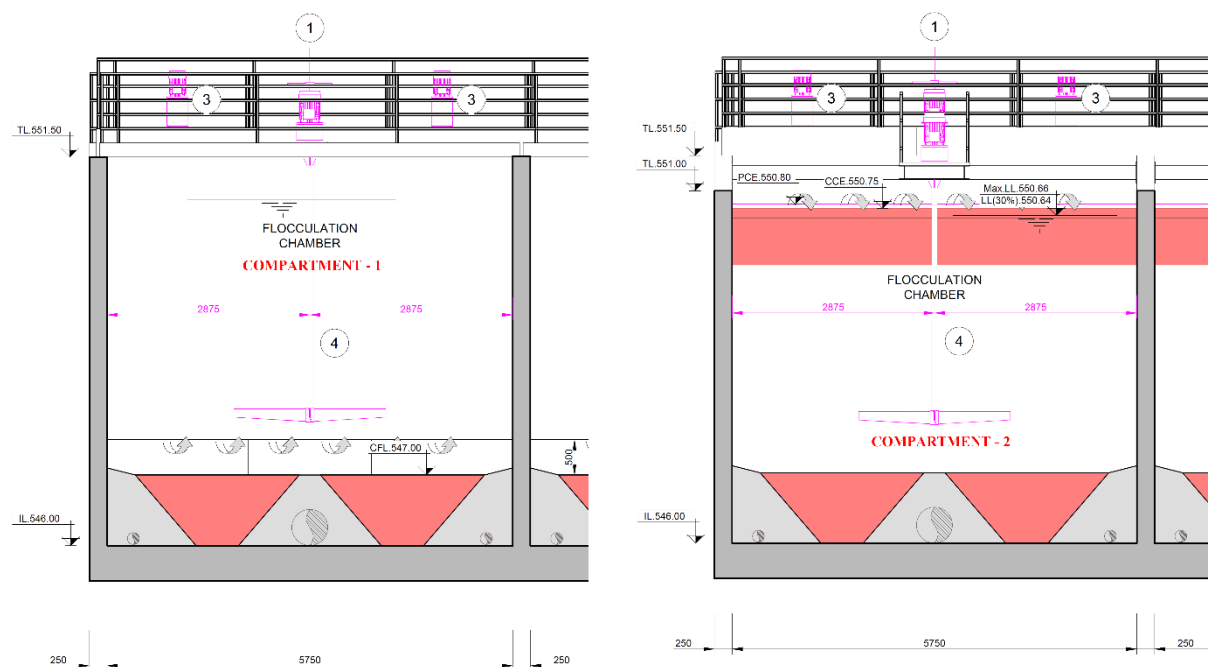 1
3
3
TL.551.50
FLOCCULATION
CHAMBER
COMPARTMENT - 1
2875
2875
4
CFL.547.00
500
IL.546.00
250
5750
250
1
3
3
TL.551.50
TL.551.00
PCE.550.80
CCE.550.75
Max.LL.550.66
LL(30%).550.64
FLOCCULATION
CHAMBER
2875
2875
4
COMPARTMENT - 2
IL.546.00
250
5750
250